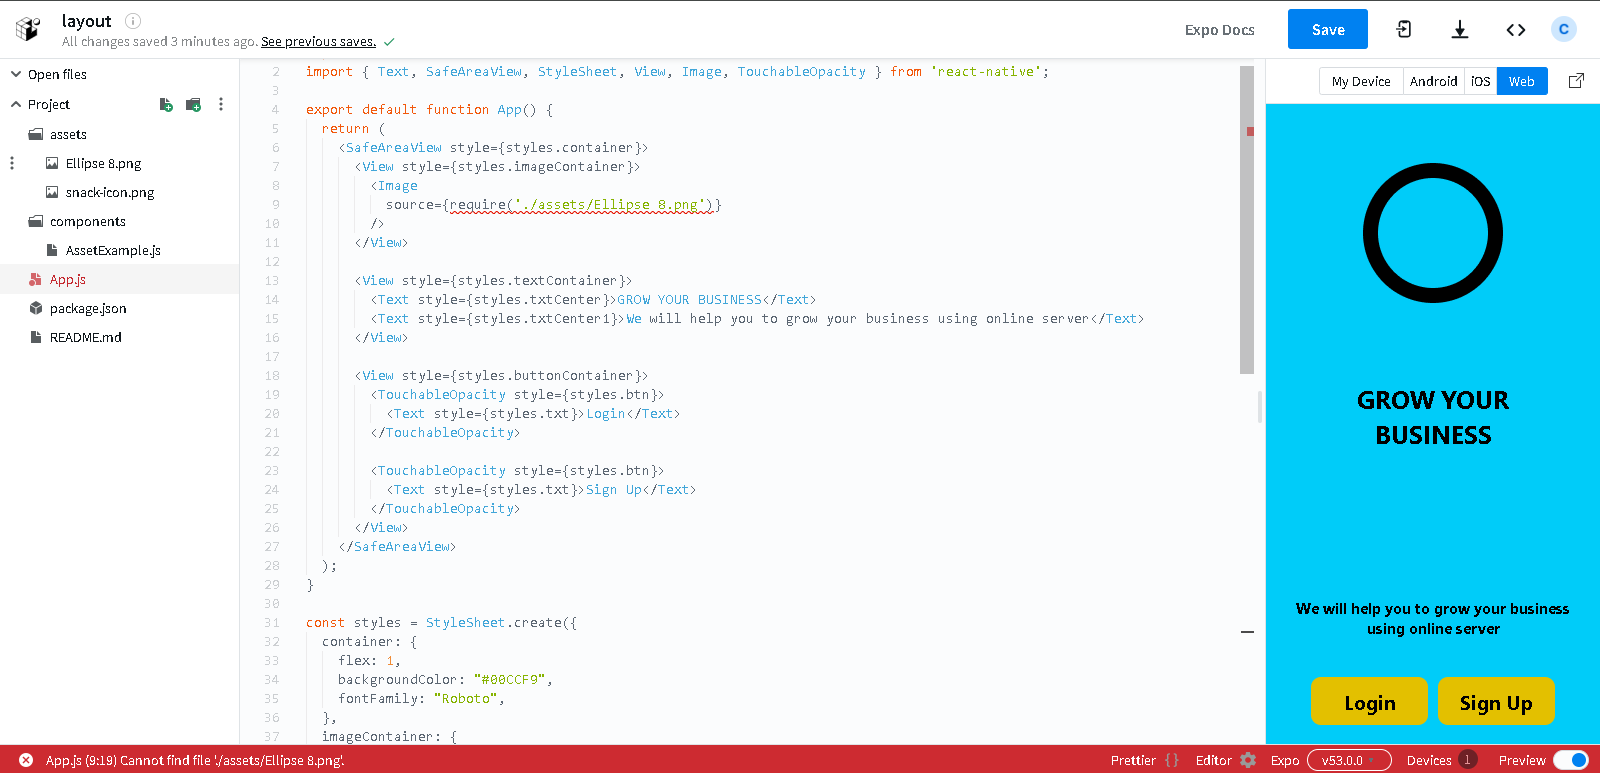 layout
All changes saved 3 minutes ago. See previous saves.
Expo Docs
Save
C
Open files
Project
assets
Ellipse 8.png
snack-icon.png
components
AssetExample.js
App.js
package.json
README.md
2 import { Text, SafeAreaView, StyleSheet, View, Image, TouchableOpacity } from 'react-native';
3
4 export default function App() {
5 return (
6 <SafeAreaView style={styles.container}>
7 <View style={styles.imageContainer}>
8 <Image
9 source={require('./assets/Ellipse 8.png')}
10 />
11 </View>
12
13 <View style={styles.textContainer}>
14 <Text style={styles.txtCenter}>GROW YOUR BUSINESS</Text>
15 <Text style={styles.txtCenter1}>We will help you to grow your business using online server</Text>
16 </View>
17
18 <View style={styles.buttonContainer}>
19 <TouchableOpacity style={styles.btn}>
20 <Text style={styles.txt}>Login</Text>
21 </TouchableOpacity>
22
23 <TouchableOpacity style={styles.btn}>
24 <Text style={styles.txt}>Sign Up</Text>
25 </TouchableOpacity>
26 </View>
27 </SafeAreaView>
28 );
29 }
30
31 const styles = StyleSheet.create({
32 container: {
33 flex: 1,
34 backgroundColor: "#00CCF9",
35 fontFamily: "Roboto",
36 },
37 imageContainer: {
My Device Android iOS Web
GROW YOUR
BUSINESS
We will help you to grow your business
using online server
Login Sign Up
App.js (9:19) Cannot find file './assets/Ellipse 8.png'.
Prettier { } Editor Expo v53.0.0 Devices 1 Preview